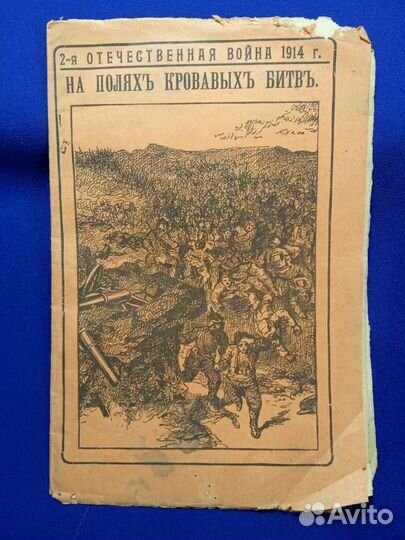 2-я ОТЕЧЕСТВЕННАЯ ВОЙНА 1914 г.
НА ПОЛЯХЪ КРОВАВЫХЪ БИТВЪ.
Avito